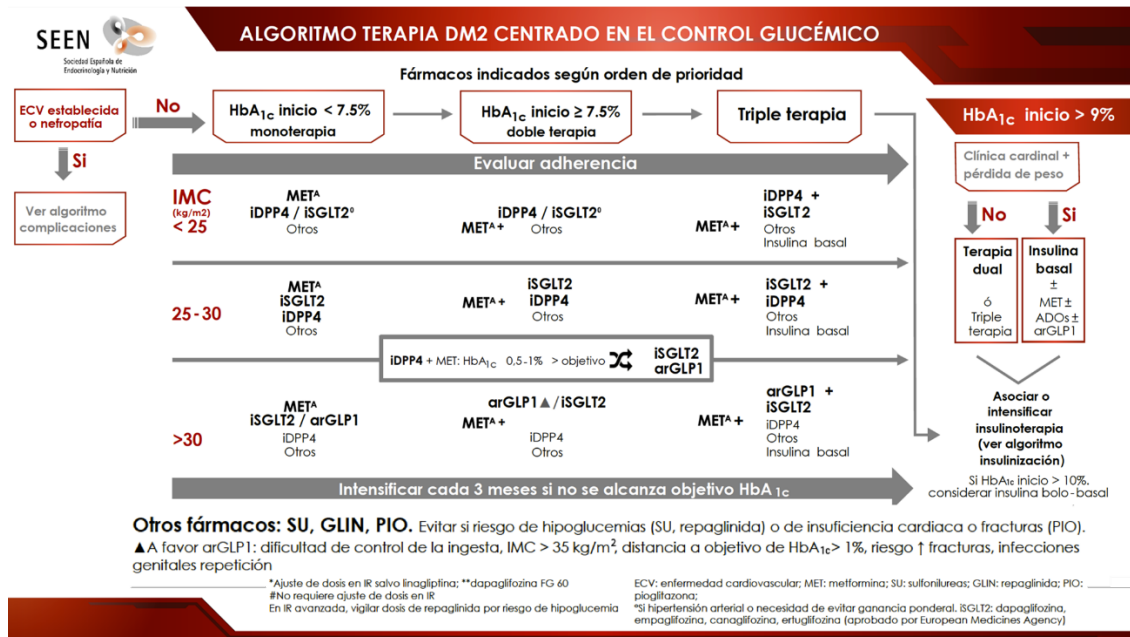 SEEN
Sociedad Española de
Endocrinología y Nutrición
ALGORITMO TERAPIA DM2 CENTRADO EN EL CONTROL GLUCÉMICO
Fármacos indicados según orden de prioridad
ECV establecida
o nefropatía
No
HbA1c inicio < 7.5%
monoterapia
HbA1c inicio ≥ 7.5%
doble terapia
Triple terapia
HbA1c inicio > 9%
Si
Evaluar adherencia
Clínica cardinal +
pérdida de peso
Ver algoritmo
complicaciones
IMC
(kg/m2)
< 25
METᴬ
iDPP4 / iSGLT2°
Otros
METᴬ +
iDPP4 / iSGLT2°
Otros
METᴬ +
iDPP4 +
iSGLT2
Otros
Insulina basal
No
Si
Terapia
dual
ó
Triple
terapia
Insulina
basal
±
MET ±
ADOs ±
arGLP1
25 - 30
METᴬ
iSGLT2
iDPP4
Otros
METᴬ +
iSGLT2
iDPP4
Otros
METᴬ +
iSGLT2 +
iDPP4
Otros
Insulina basal
iDPP4 + MET: HbA1c 0,5-1% > objetivo
iSGLT2
arGLP1
>30
METᴬ
iSGLT2 / arGLP1
iDPP4
Otros
METᴬ +
arGLP1▲/iSGLT2
iDPP4
Otros
METᴬ +
arGLP1 +
iSGLT2
iDPP4
Otros
Insulina basal
Asociar o
intensificar
insulinoterapia
(ver algoritmo
insulinización)
Si HbA1c inicio > 10%.
considerar insulina bolo-basal
Intensificar cada 3 meses si no se alcanza objetivo HbA1c
Otros fármacos: SU, GLIN, PIO. Evitar si riesgo de hipoglucemias (SU, repaglinida) o de insuficiencia cardiaca o fracturas (PIO).
▲A favor arGLP1: dificultad de control de la ingesta, IMC > 35 kg/m², distancia a objetivo de HbA1c> 1%, riesgo ↑ fracturas, infecciones
genitales repetición
*Ajuste de dosis en IR salvo linagliptina; **dapaglifozina FG 60
#No requiere ajuste de dosis en IR
En IR avanzada, vigilar dosis de repaglinida por riesgo de hipoglucemia
ECV: enfermedad cardiovascular; MET: metformina; SU: sulfonilureas; GLIN: repaglinida; PIO:
pioglitazona;
°Si hipertensión arterial o necesidad de evitar ganancia ponderal. iSGLT2: dapaglifozina,
empaglifozina, canaglifozina, ertuglifozina (aprobado por European Medicines Agency)